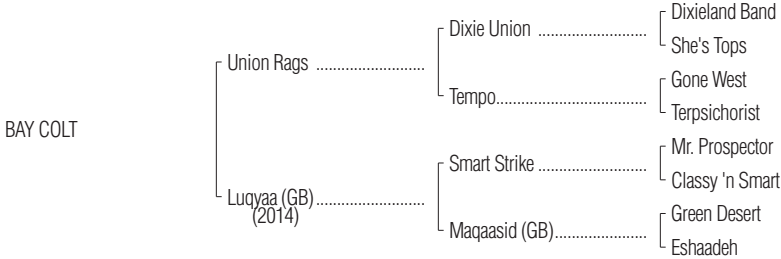 Dixieland Band
Dixie Union ..........................
She's Tops
Union Rags ..........................
Gone West
Tempo....................................
Terpsichorist
BAY COLT
Mr. Prospector
Smart Strike ..........................
Classy 'n Smart
Luqyaa (GB) ..........................
(2014)
Green Desert
Maqaasid (GB)......................
Eshaadeh